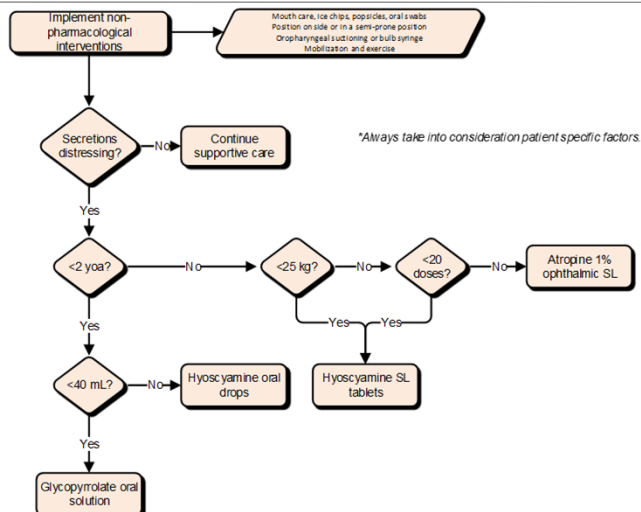 Implement non-
pharmacological
interventions
Mouth care, ice chips, popsicles, oral swabs
Position on side or in a semi-prone position
Oropharyngeal suctioning or bulb syringe
Mobilization and exercise
Secretions
distressing?
No
Continue
supportive care
*Always take into consideration patient specific factors.
Yes
<2 yoa?
No
<25 kg?
No
<20
doses?
No
Atropine 1%
ophthalmic SL
Yes
Yes
Yes
<40 mL?
No
Hyoscyamine oral
drops
Hyoscyamine SL
tablets
Yes
Glycopyrrolate oral
solution